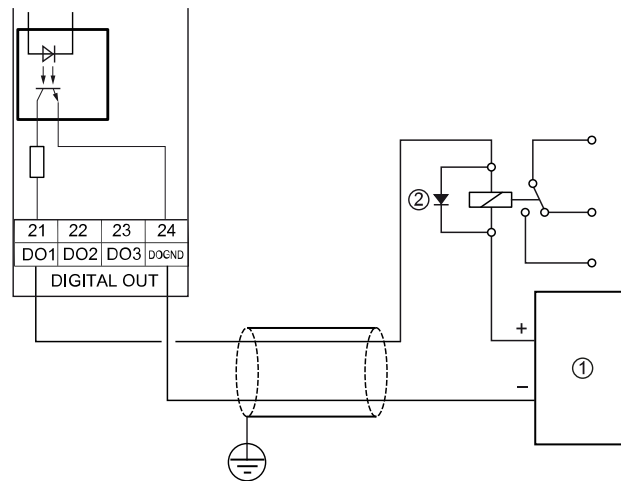 21 22 23 24
DO1 DO2 DO3 DOGND
DIGITAL OUT
②
+
①
−